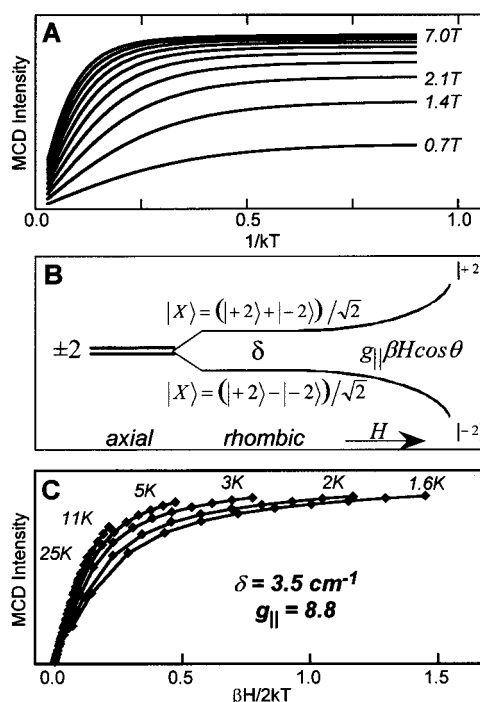 A
MCD Intensity
7.0T
2.1T
1.4T
0.7T
0.0 0.5 1.0
1/kT
B
|+2⟩
|X⟩ = (|+2⟩+|−2⟩)/√2
±2 δ g||βHcosθ
|X⟩ = (|+2⟩−|−2⟩)/√2
|−2⟩
axial rhombic H
C
MCD Intensity
25K 11K 5K 3K 2K 1.6K
δ = 3.5 cm⁻¹
g|| = 8.8
0.0 0.5 1.0 1.5
βH/2kT